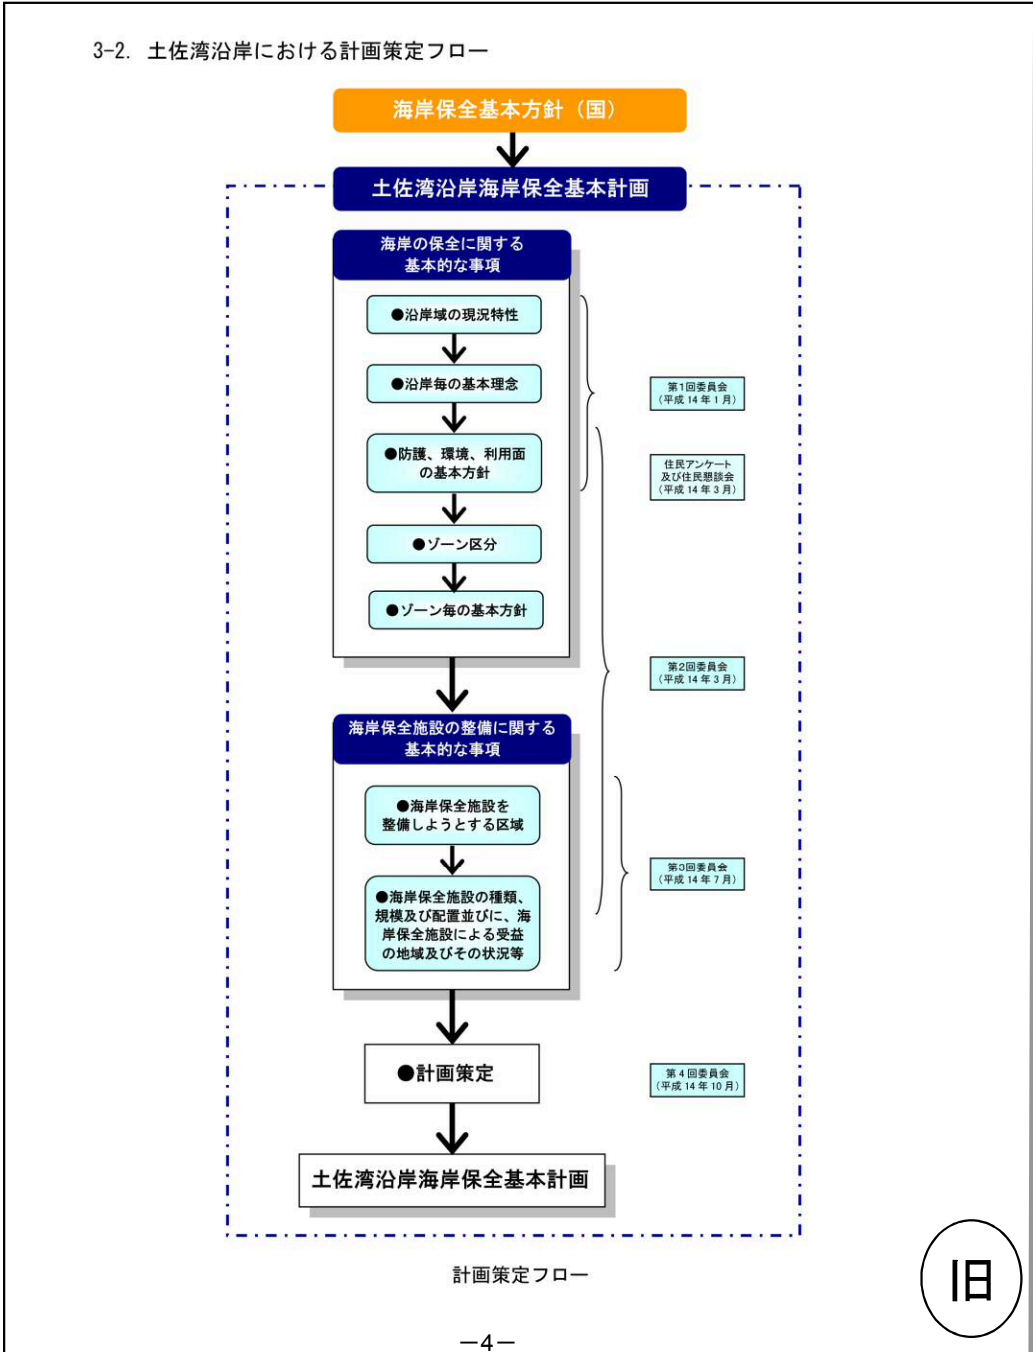 3-2. 土佐湾沿岸における計画策定フロー
海岸保全基本方針（国）
土佐湾沿岸海岸保全基本計画
海岸の保全に関する
基本的な事項
●沿岸域の現況特性
●沿岸毎の基本理念
●防護、環境、利用面
の基本方針
●ゾーン区分
●ゾーン毎の基本方針
第1回委員会
（平成 14 年 1 月）
住民アンケート
及び住民懇談会
（平成 14 年 3 月）
第2回委員会
（平成 14 年 3 月）
海岸保全施設の整備に関する
基本的な事項
●海岸保全施設を
整備しようとする区域
●海岸保全施設の種類、
規模及び配置並びに、海
岸保全施設による受益
の地域及びその状況等
第3回委員会
（平成 14 年 7 月）
●計画策定
第 4 回委員会
（平成 14 年 10 月）
土佐湾沿岸海岸保全基本計画
計画策定フロー
旧
－4－